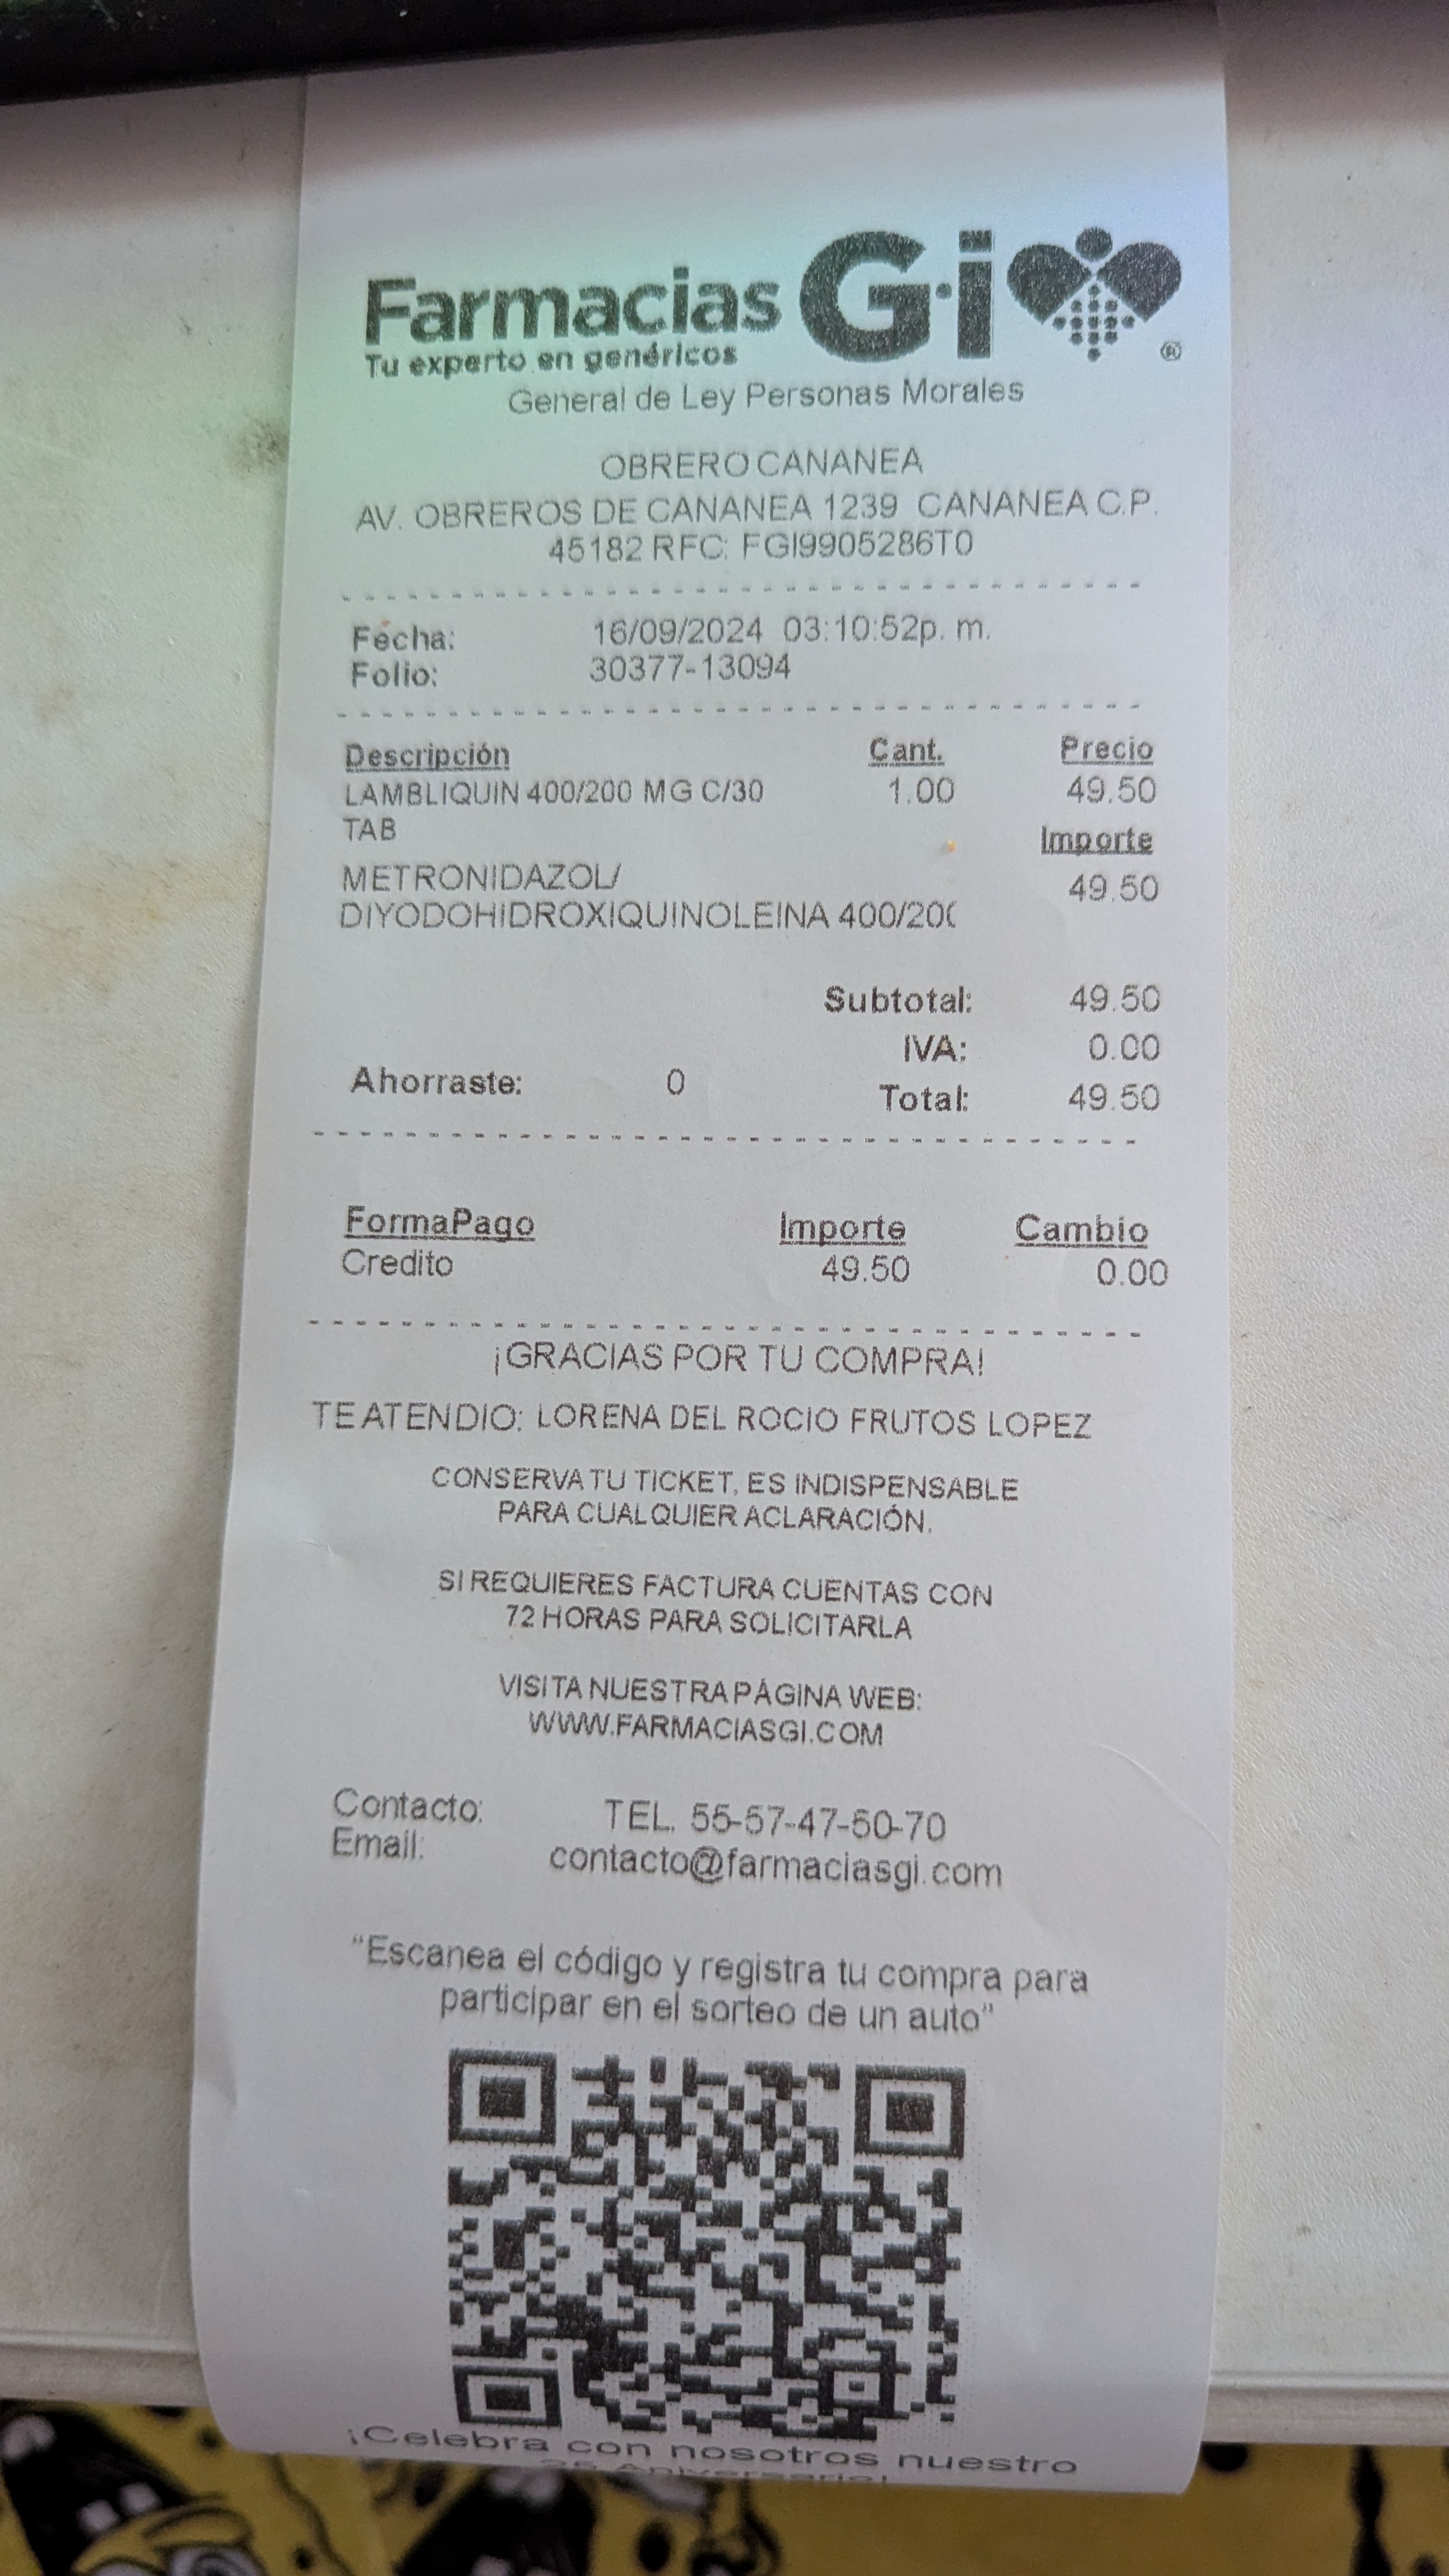 Farmacias G·i ®
Tu experto en genéricos
General de Ley Personas Morales
OBRERO CANANEA
AV. OBREROS DE CANANEA 1239 CANANEA C.P.
45182 RFC: FGI9905286T0
Fecha: 16/09/2024 03:10:52p. m.
Folio: 30377-13094
Descripción Cant. Precio
LAMBLIQUIN 400/200 MG C/30 1.00 49.50
TAB Importe
METRONIDAZOL/ 49.50
DIYODOHIDROXIQUINOLEINA 400/200
Subtotal: 49.50
IVA: 0.00
Ahorraste: 0 Total: 49.50
FormaPago Importe Cambio
Credito 49.50 0.00
¡GRACIAS POR TU COMPRA!
TE ATENDIO: LORENA DEL ROCIO FRUTOS LOPEZ
CONSERVA TU TICKET, ES INDISPENSABLE
PARA CUALQUIER ACLARACIÓN.
SI REQUIERES FACTURA CUENTAS CON
72 HORAS PARA SOLICITARLA
VISITA NUESTRA PÁGINA WEB:
WWW.FARMACIASGI.COM
Contacto: TEL. 55-57-47-50-70
Email: contacto@farmaciasgi.com
“Escanea el código y registra tu compra para
participar en el sorteo de un auto”
¡Celebra con nosotros nuestro
25 Aniversario!